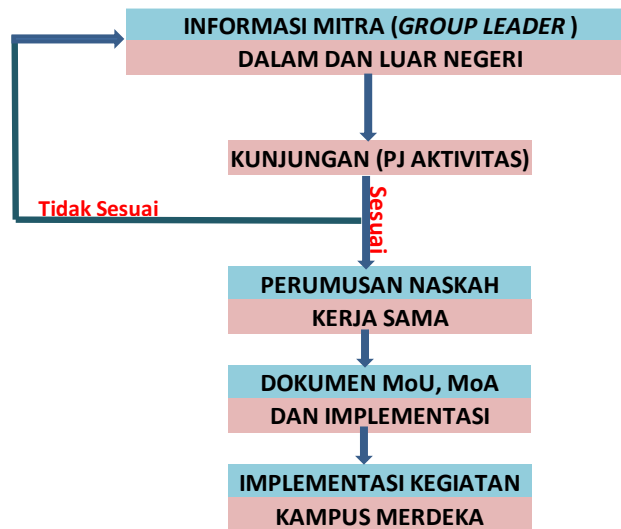 INFORMASI MITRA (GROUP LEADER )
DALAM DAN LUAR NEGERI
KUNJUNGAN (PJ AKTIVITAS)
Tidak Sesuai
Sesuai
PERUMUSAN NASKAH
KERJA SAMA
DOKUMEN MoU, MoA
DAN IMPLEMENTASI
IMPLEMENTASI KEGIATAN
KAMPUS MERDEKA